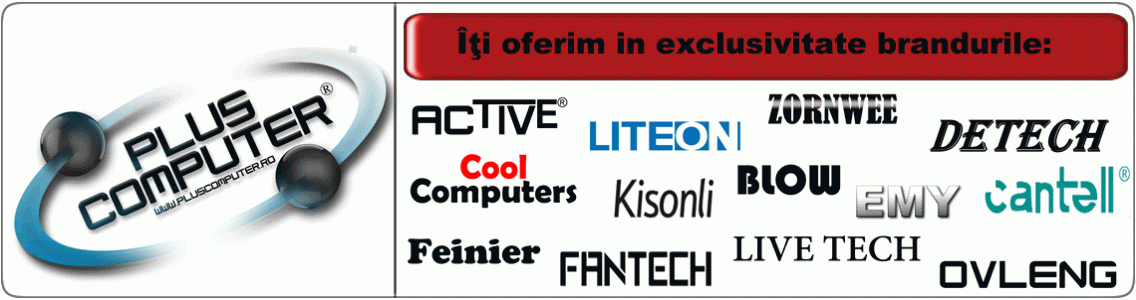 PLUS
COMPUTER®
WWW.PLUSCOMPUTER.RO
Îţi oferim in exclusivitate brandurile:
ACTIVE®
LITEON
ZORNWEE
DETECH
Cool
Computers
Kisonli
BLOW
EMY
cantell®
Feinier
FANTECH
LIVE TECH
OVLENG